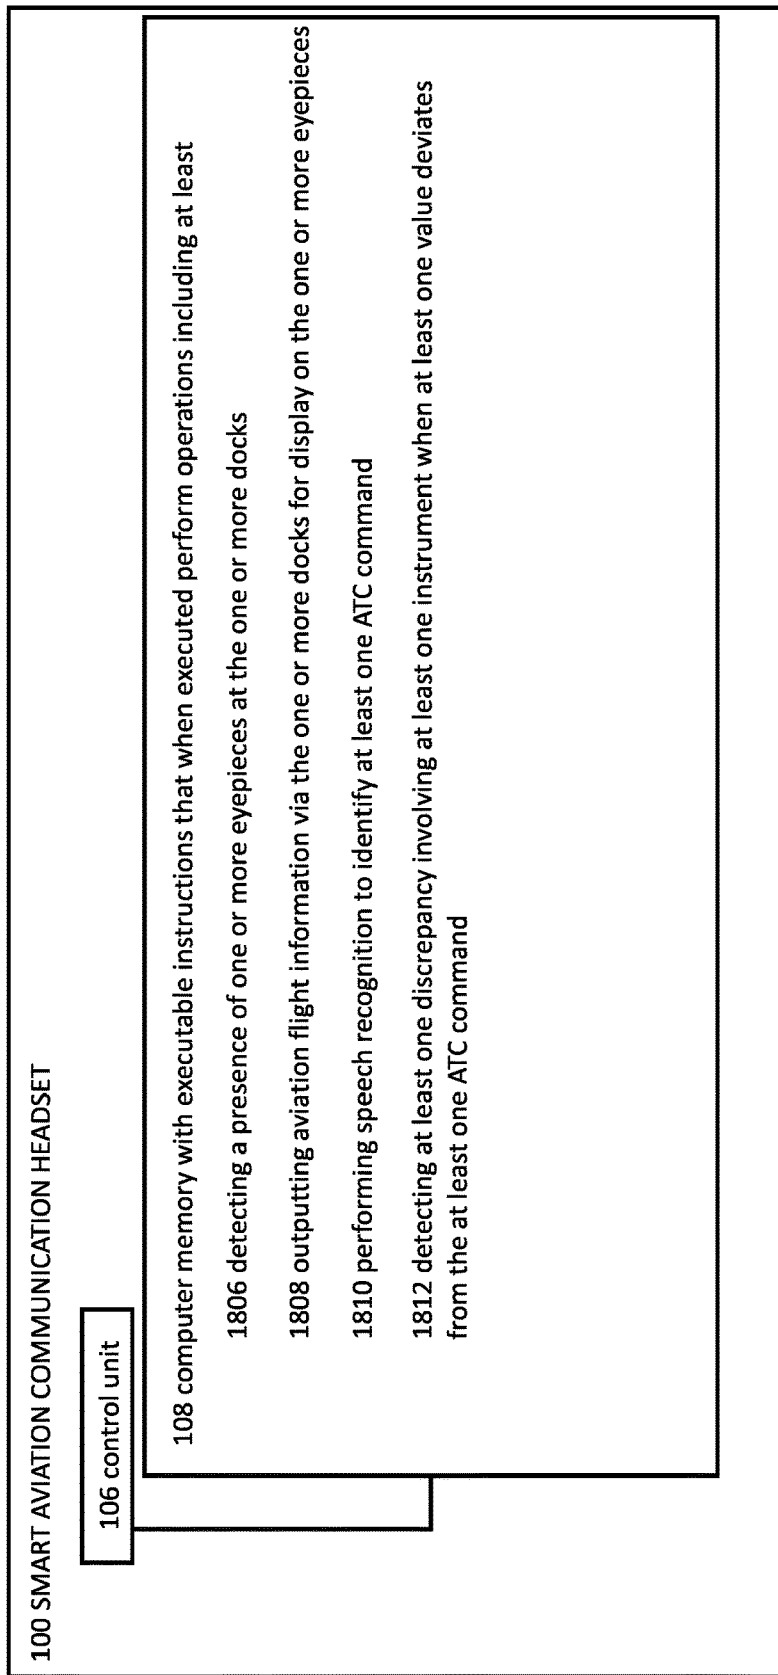 100 SMART AVIATION COMMUNICATION HEADSET
106 control unit
108 computer memory with executable instructions that when executed perform operations including at least
1806 detecting a presence of one or more eyepieces at the one or more docks
1808 outputting aviation flight information via the one or more docks for display on the one or more eyepieces
1810 performing speech recognition to identify at least one ATC command
1812 detecting at least one discrepancy involving at least one instrument when at least one value deviates
from the at least one ATC command